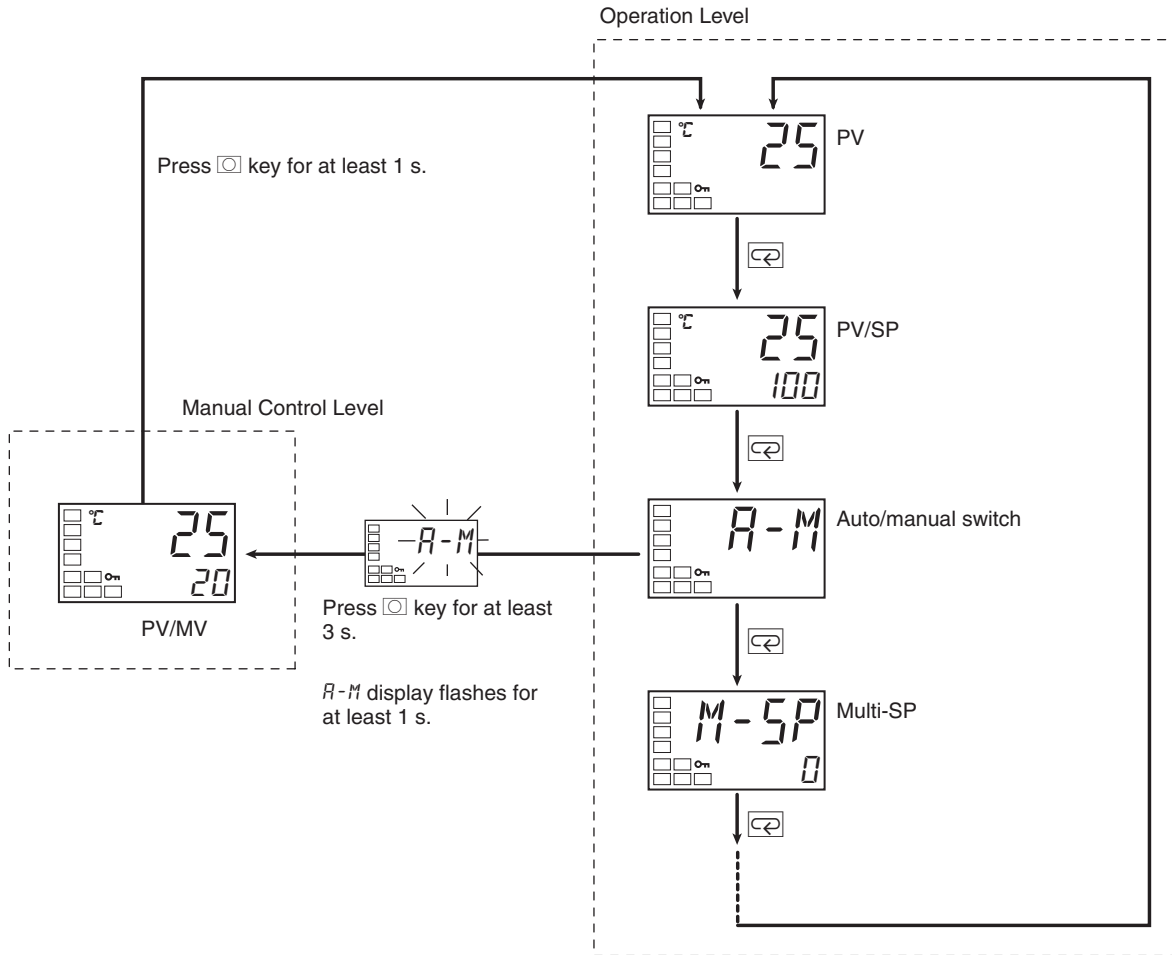 Operation Level
Press key for at least 1 s.
℃ 25
PV
℃ 25
100
PV/SP
Manual Control Level
℃ 25
20
PV/MV
A-M
Press key for at least
3 s.
A-M display flashes for
at least 1 s.
A-M
Auto/manual switch
M-SP
0
Multi-SP